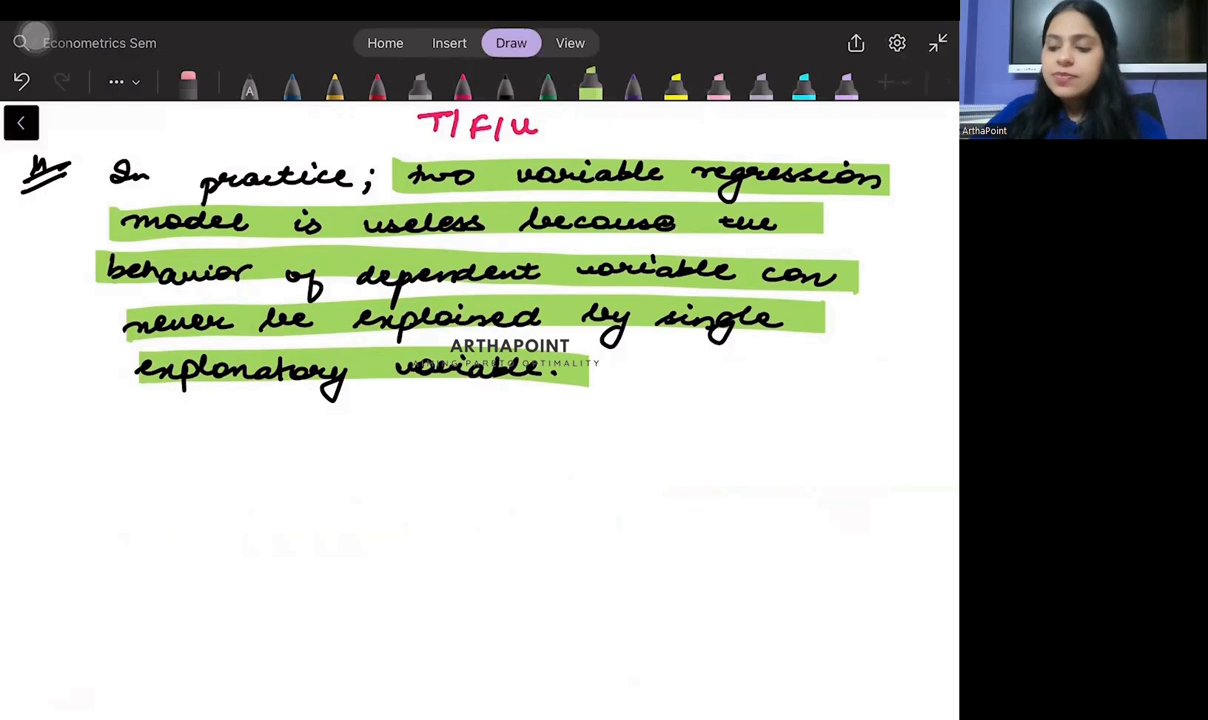 Econometrics Sem
Home Insert Draw View
A
ArthaPoint
T/F/U
In practice; two variable regression
model is useless because the
behavior of dependent variable can
never be explained by single
ARTHAPOINT
explanatory variable.